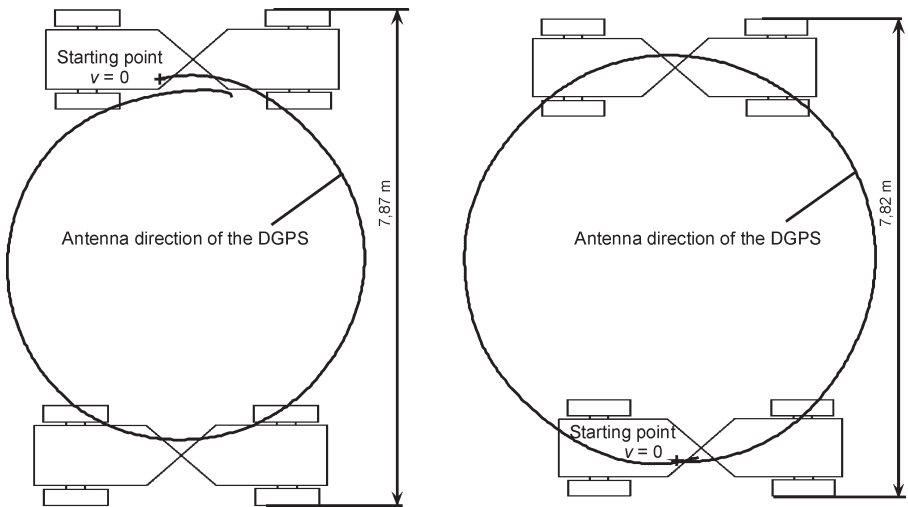 Starting point
v = 0
Antenna direction of the DGPS
7,87 m
Antenna direction of the DGPS
7,82 m
Starting point
v = 0